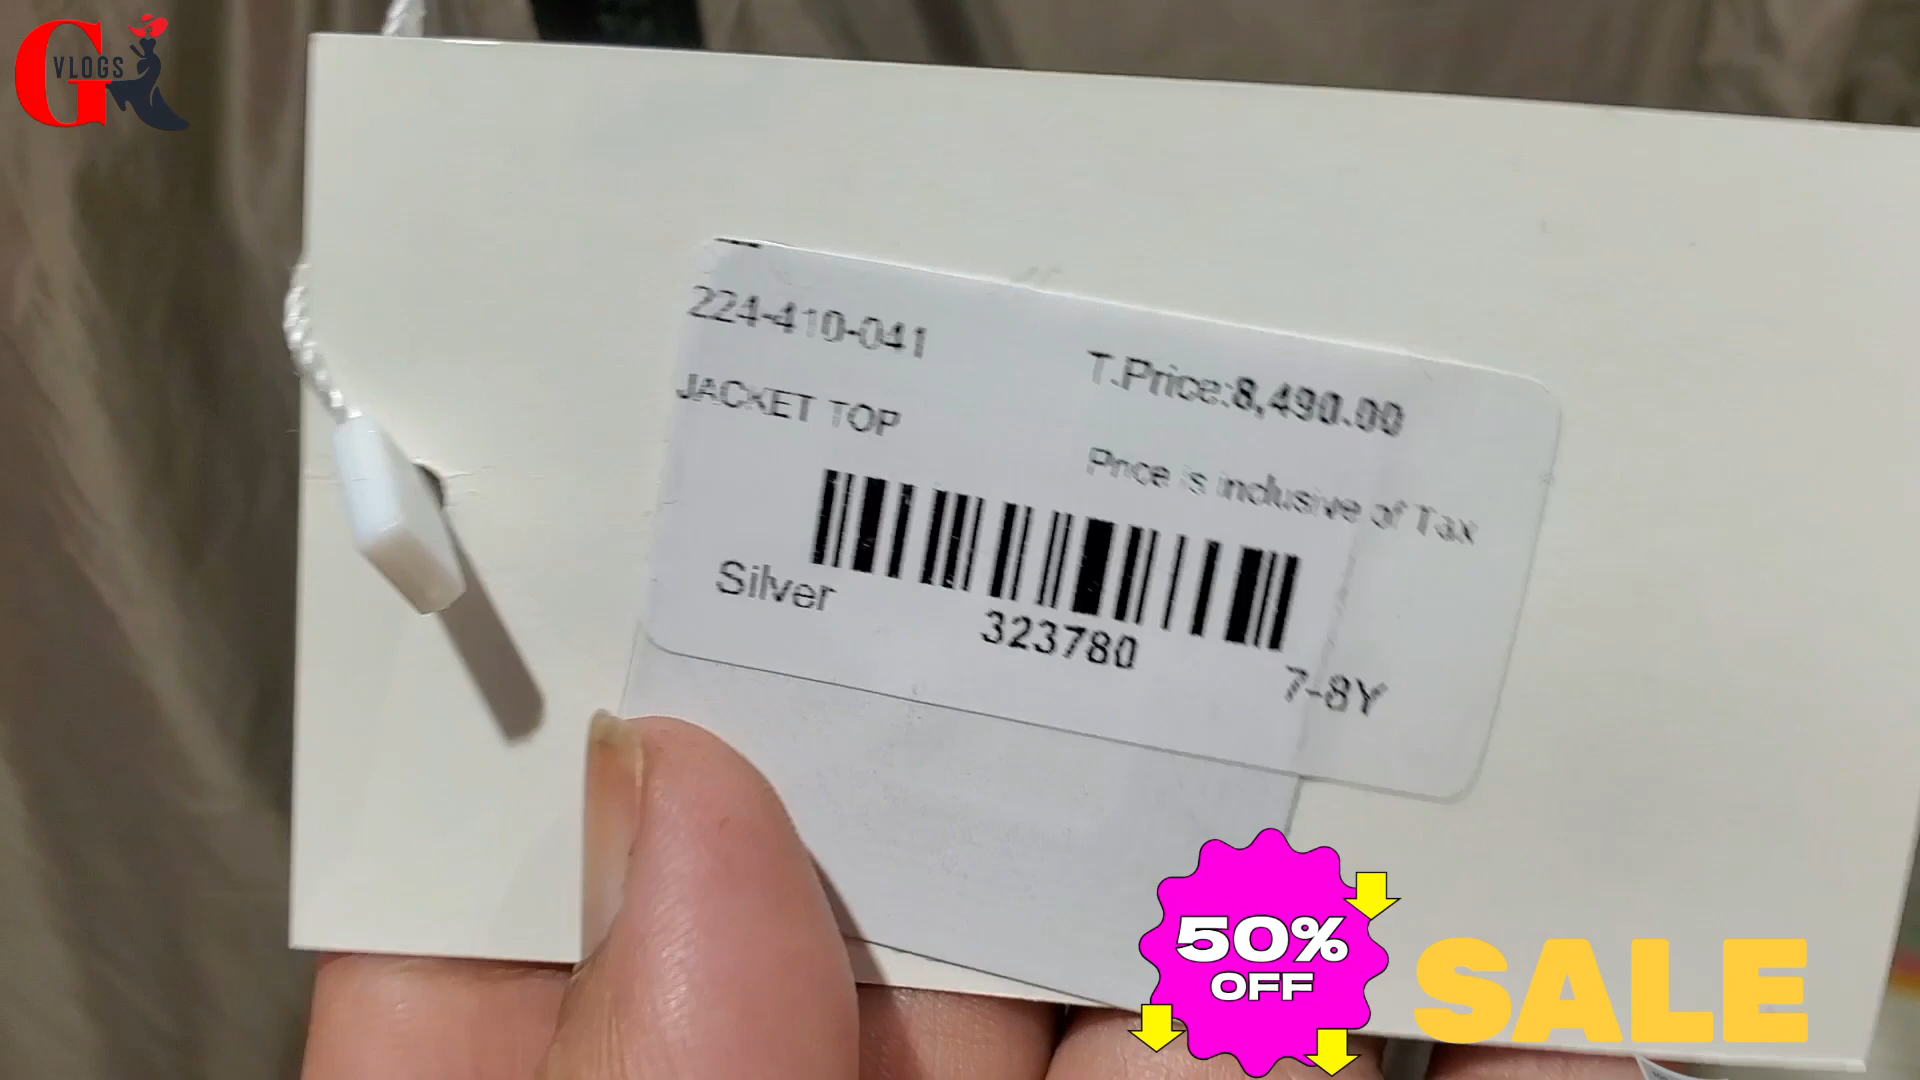 G VLOGS
224-410-041
T.Price:8,490.00
JACKET TOP
Price is inclusive of Tax
Silver
323780
7-8Y
50%
OFF
SALE